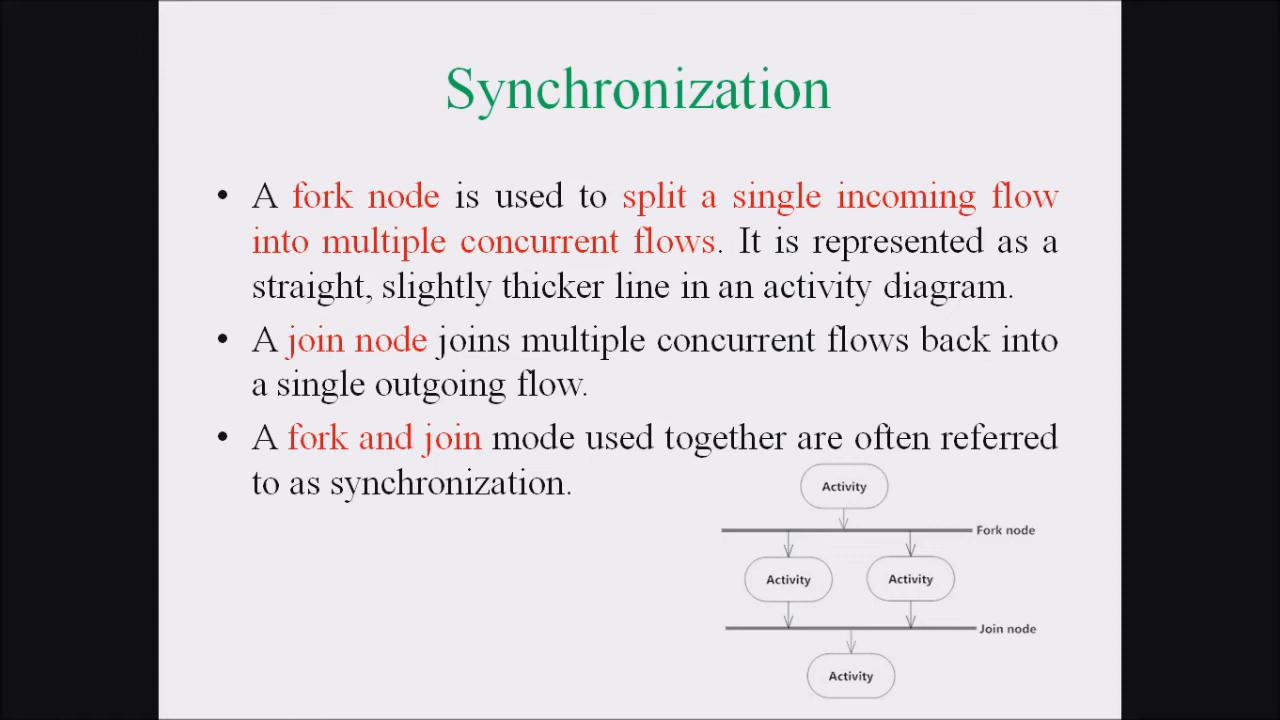 Synchronization
• A fork node is used to split a single incoming flow
into multiple concurrent flows. It is represented as a
straight, slightly thicker line in an activity diagram.
• A join node joins multiple concurrent flows back into
a single outgoing flow.
• A fork and join mode used together are often referred
to as synchronization.
Activity
Fork node
Activity Activity
Join node
Activity